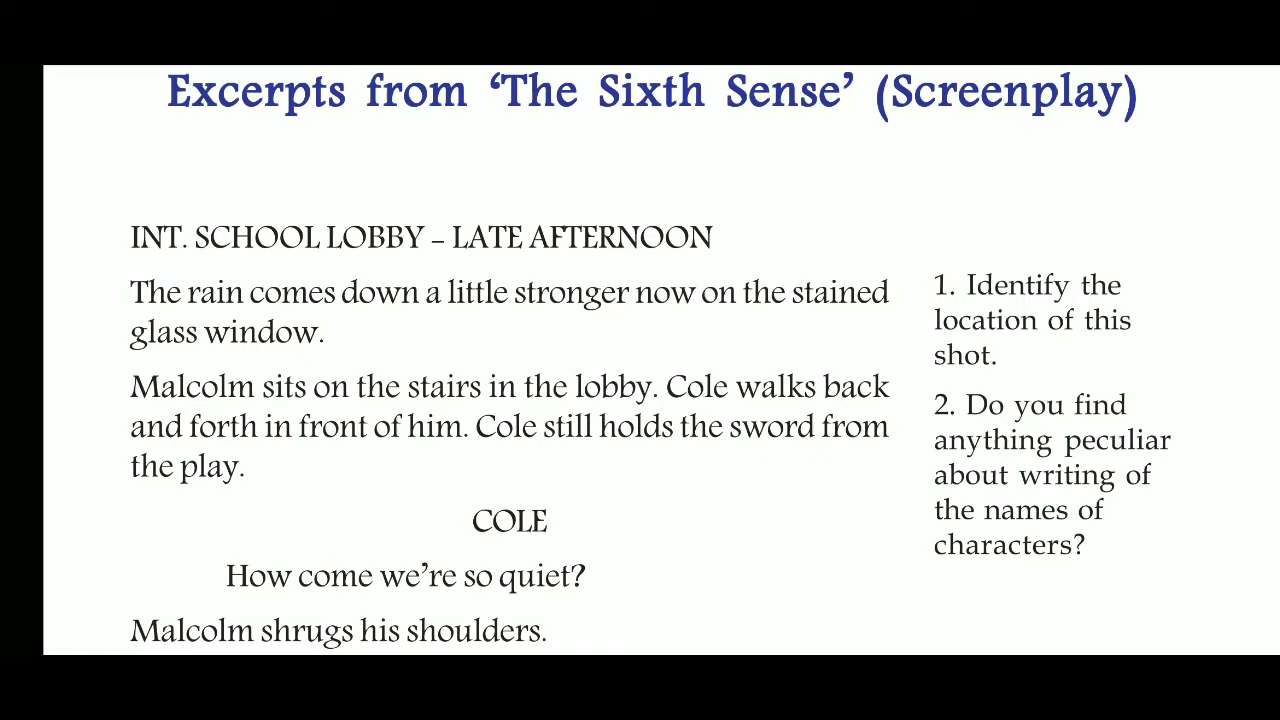 Excerpts from ‘The Sixth Sense’ (Screenplay)
INT. SCHOOL LOBBY – LATE AFTERNOON
The rain comes down a little stronger now on the stained
glass window.
Malcolm sits on the stairs in the lobby. Cole walks back
and forth in front of him. Cole still holds the sword from
the play.
COLE
How come we’re so quiet?
Malcolm shrugs his shoulders.
1. Identify the
location of this
shot.
2. Do you find
anything peculiar
about writing of
the names of
characters?